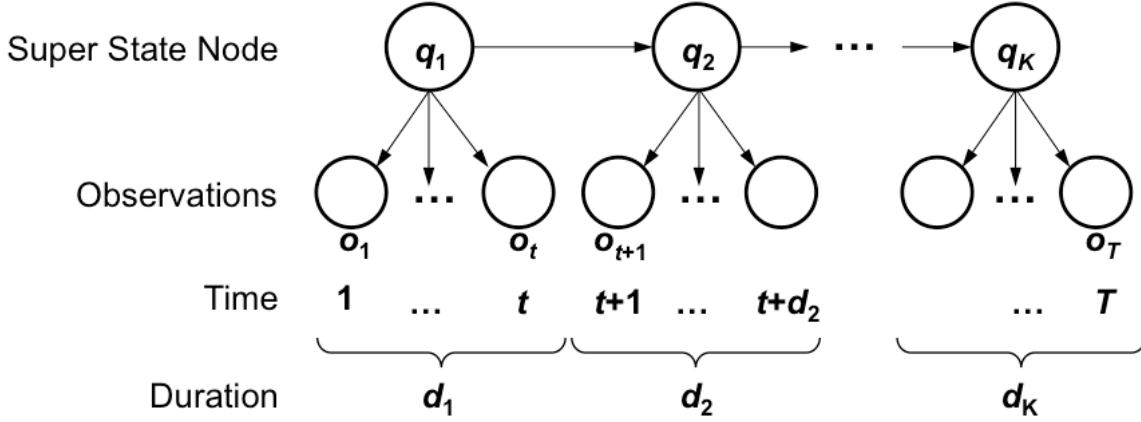 Super State Node q1 q2 ... qK
Observations ... ... ...
o1 ot ot+1 oT
Time 1 ... t t+1 ... t+d2 ... T
Duration d1 d2 dK